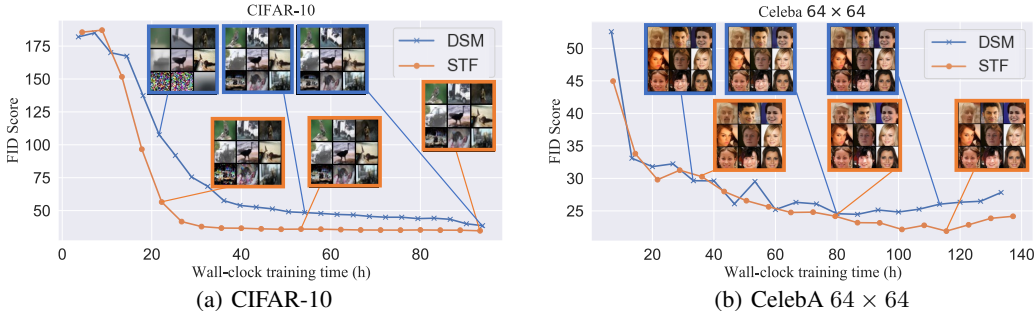 CIFAR-10
175
150
125
100
75
50
FID Score
DSM
STF
0
20
40
60
80
Wall-clock training time (h)
(a) CIFAR-10
Celeba 64 × 64
50
45
40
35
30
25
FID Score
DSM
STF
20
40
60
80
100
120
140
Wall-clock training time (h)
(b) CelebA 64 × 64